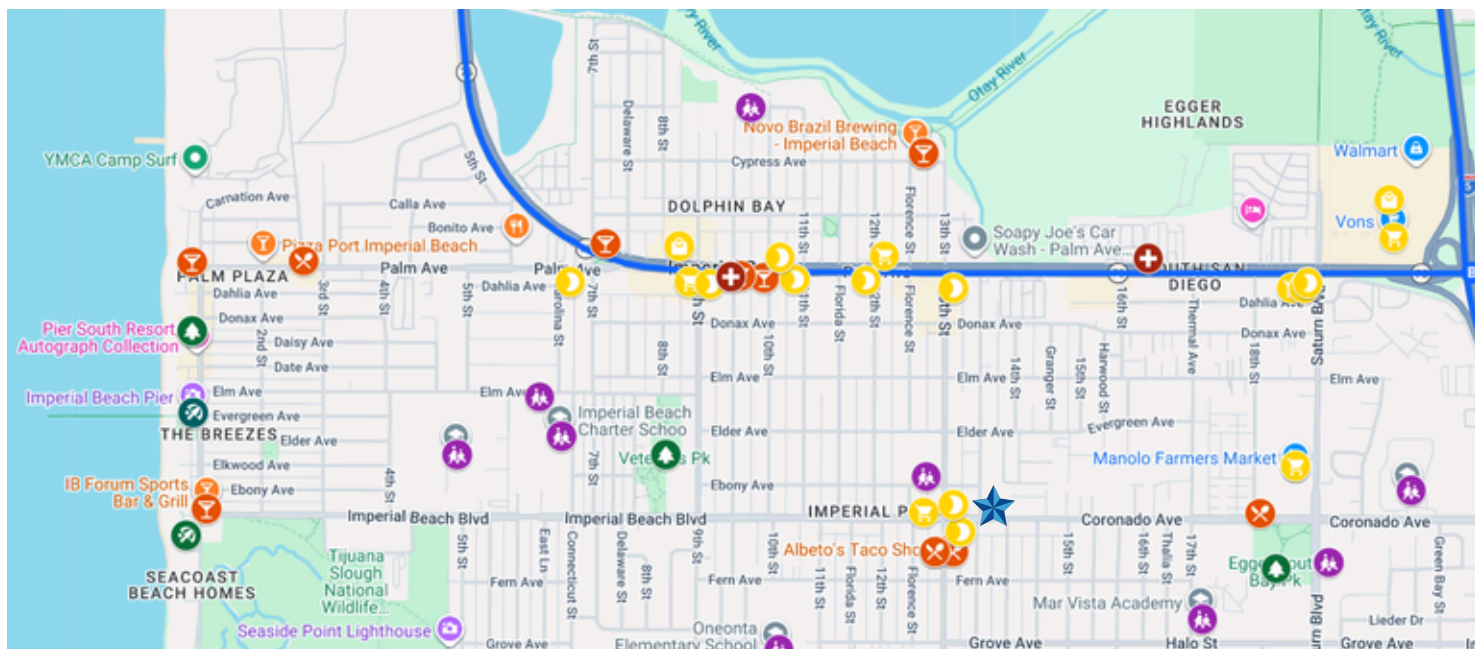 7th St
Otay River
Otay River
EGGER
HIGHLANDS
Delaware St
8th St
Novo Brazil Brewing
- Imperial Beach
YMCA Camp Surf
5th St
Cypress Ave
Walmart
Carnation Ave
Calla Ave
DOLPHIN BAY
Florence St
11th St
12th St
13th St
Bonito Ave
Vons
Pizza Port Imperial Beach
Soapy Joe's Car
Wash - Palm Ave...
PALM PLAZA
Palm Ave
Palm Ave
SOUTH SAN
DIEGO
Dahlia Ave
3rd St
4th St
5th St
Dahlia Ave
7th St
Dahlia Ave
Donax Ave
Donax Ave
Florida St
Florence St
Donax Ave
16th St
Thermal Ave
Donax Ave
Pier South Resort
Autograph Collection
2nd St
Daisy Ave
8th St
10th St
Date Ave
14th St
Granger St
15th St
Harwood St
18th St
Imperial Beach Pier
Elm Ave
Elm Ave
Elm Ave
Elm Ave
Elm Ave
Evergreen Ave
Imperial Beach
Charter Schoo
Evergreen Ave
THE BREEZES
Elder Ave
Elder Ave
Elder Ave
Elkwood Ave
4th St
7th St
Manolo Farmers Market
IB Forum Sports
Bar & Grill
Ebony Ave
Ebony Ave
Imperial Beach Blvd
Imperial Beach Blvd
IMPERIAL P
Coronado Ave
Coronado Ave
Albeto's Taco Sho
SEACOAST
BEACH HOMES
Tijuana
Slough
National
Wildlife...
5th St
East Ln
Connecticut St
Delaware St
8th St
9th St
10th St
Fern Ave
Fern Ave
Fern Ave
11th St
Florida St
12th St
Florence St
15th St
16th St
Thalia St
17th St
Green Bay St
Mar Vista Academy
Lieder Dr
Seaside Point Lighthouse
Grove Ave
Oneonta
Elementary School
Grove Ave
Halo St
Grove Ave